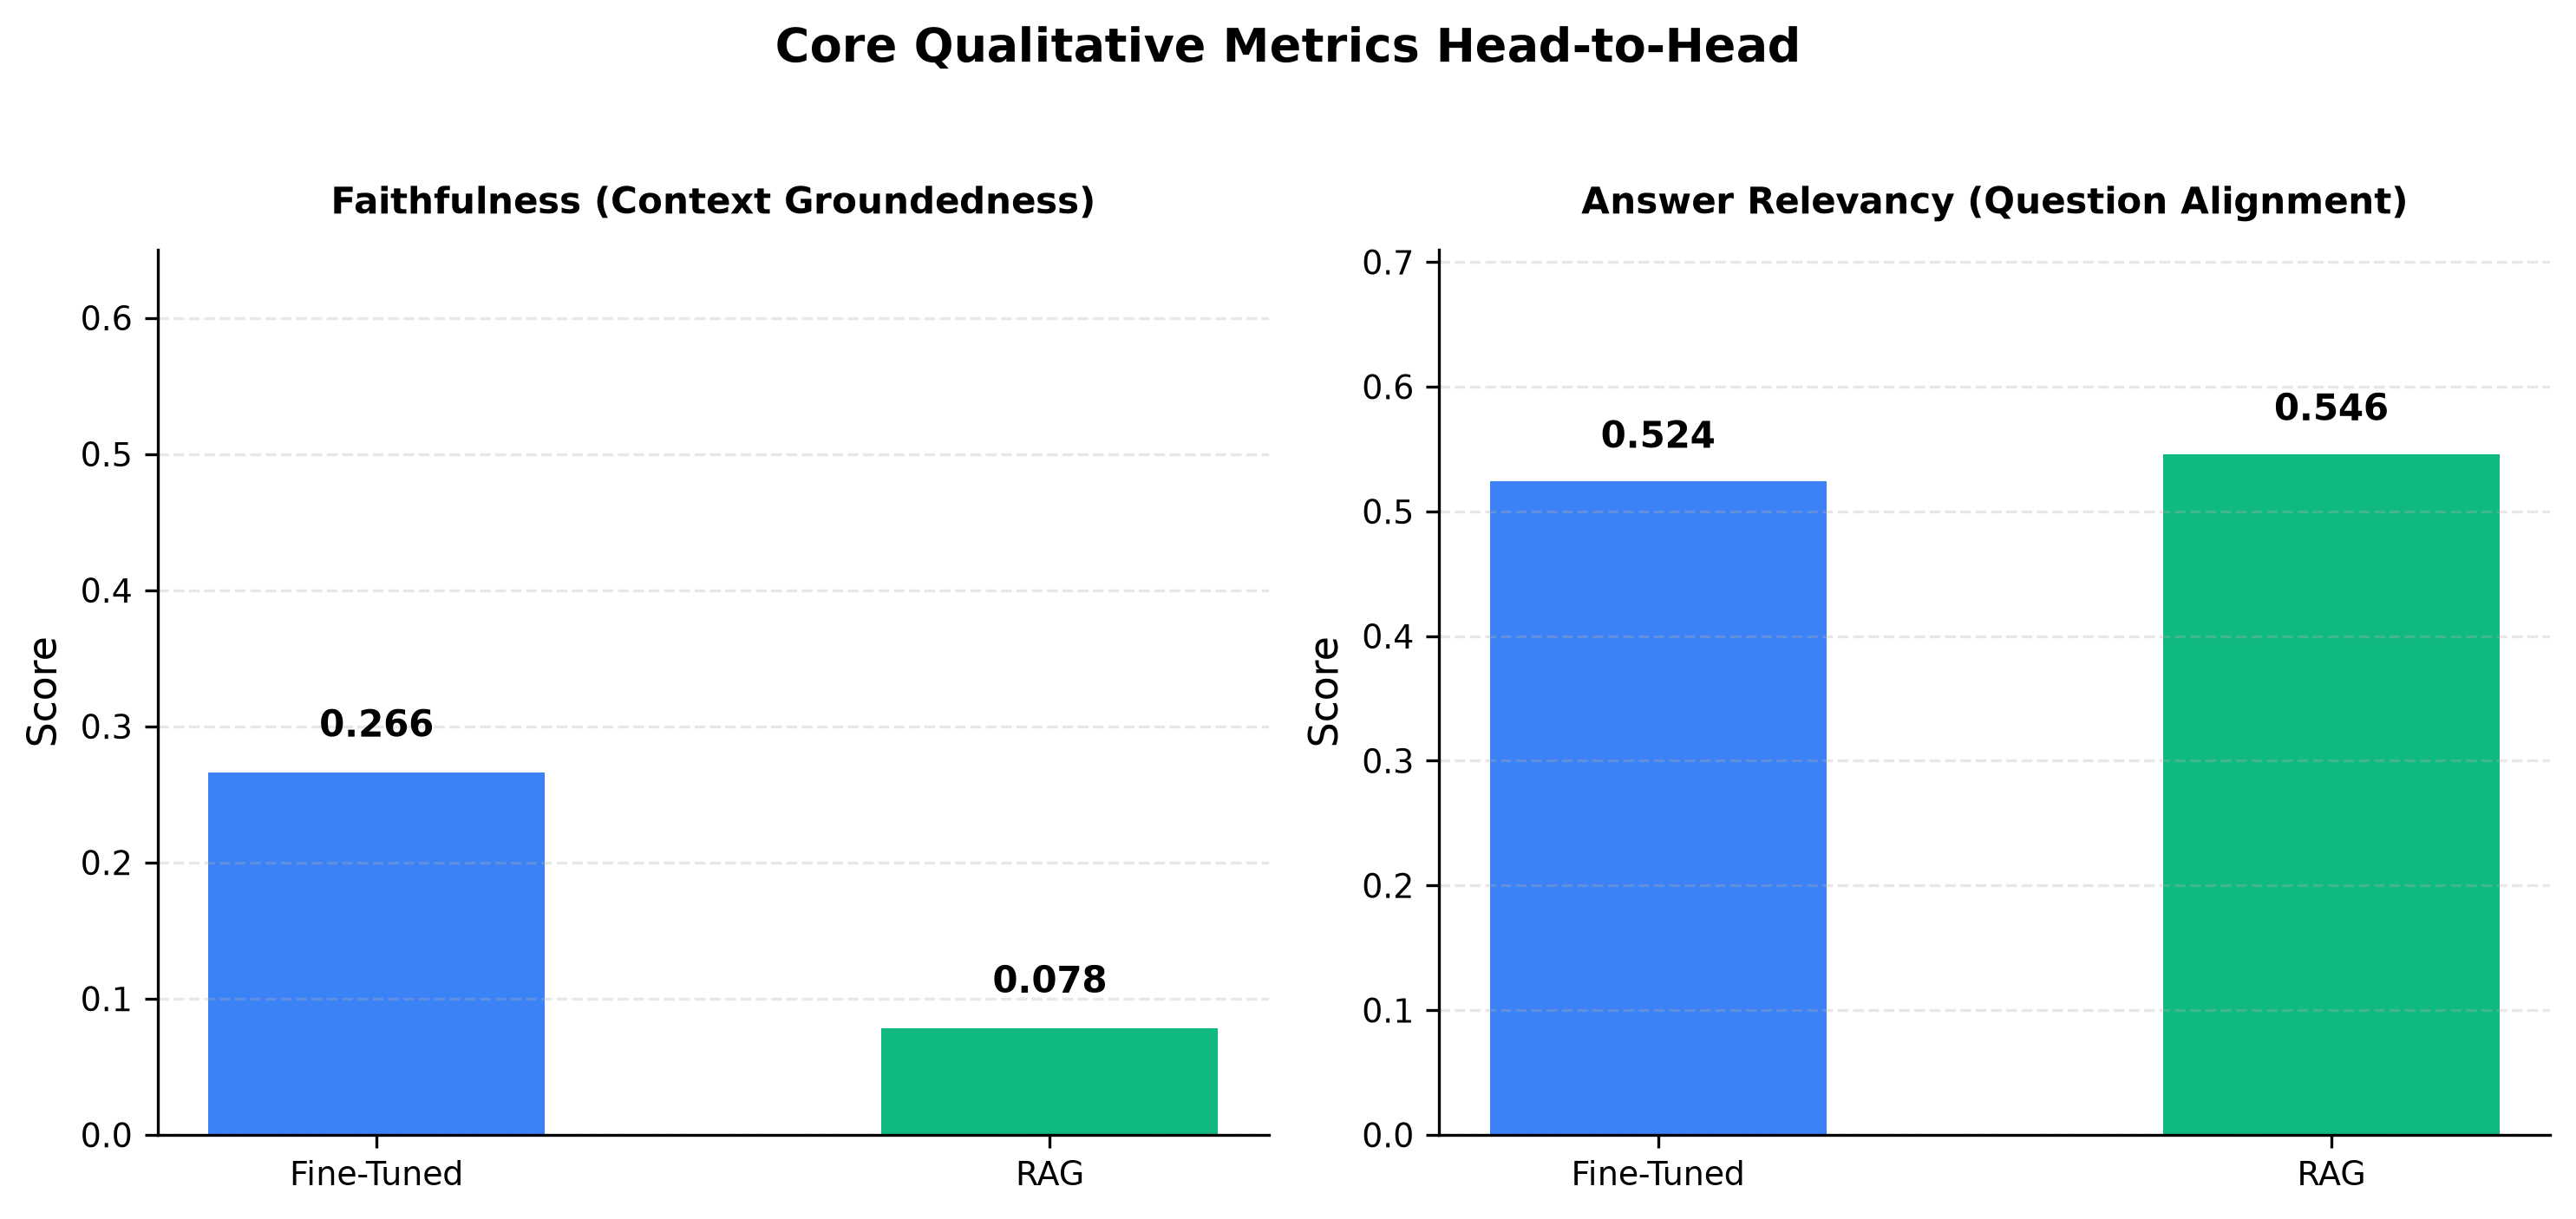 Core Qualitative Metrics Head-to-Head
Faithfulness (Context Groundedness)
Score
0.6
0.5
0.4
0.3
0.2
0.1
0.0
0.266
0.078
Fine-Tuned
RAG
Answer Relevancy (Question Alignment)
Score
0.7
0.6
0.5
0.4
0.3
0.2
0.1
0.0
0.524
0.546
Fine-Tuned
RAG